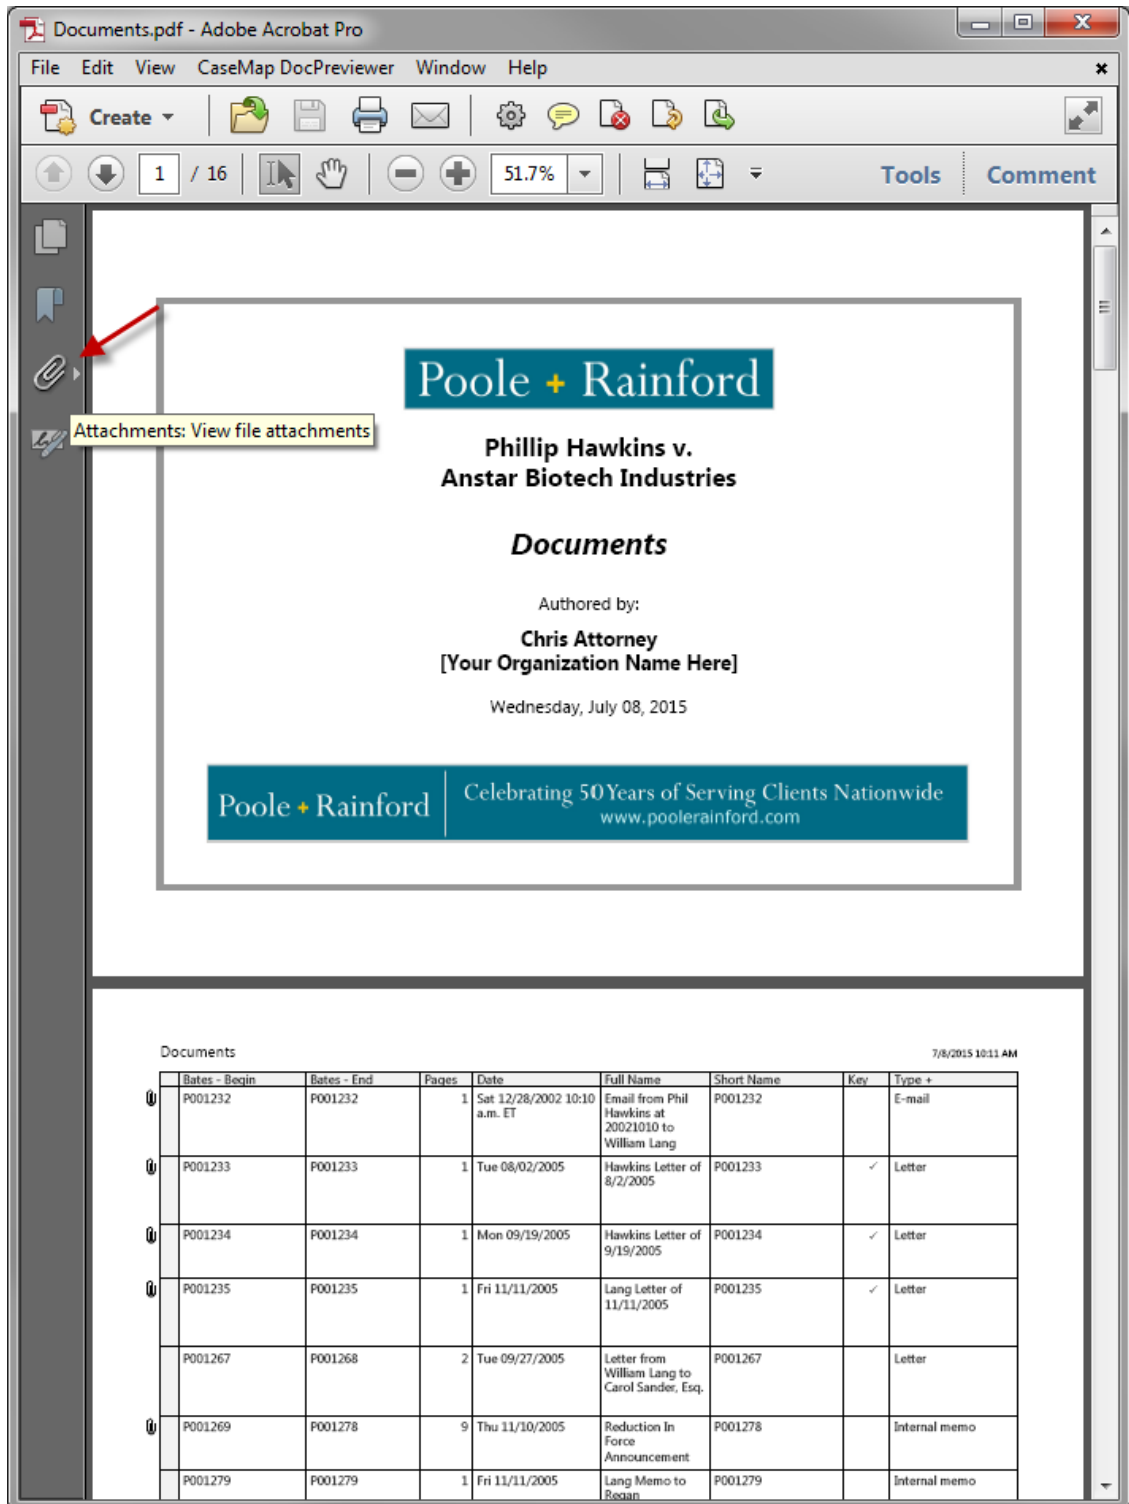 Documents.pdf - Adobe Acrobat Pro
File Edit View CaseMap DocPreviewer Window Help
Create
1 / 16 51.7% Tools Comment
Poole + Rainford
Attachments: View file attachments
Phillip Hawkins v.
Anstar Biotech Industries
Documents
Authored by:
Chris Attorney
[Your Organization Name Here]
Wednesday, July 08, 2015
Poole + Rainford
Celebrating 50 Years of Serving Clients Nationwide
www.poolerainford.com
Documents 7/8/2015 10:11 AM
Bates - Begin Bates - End Pages Date Full Name Short Name Key Type +
P001232 P001232 1 Sat 12/28/2002 10:10 Email from Phil P001232 E-mail
a.m. ET Hawkins at
20021010 to
William Lang
P001233 P001233 1 Tue 08/02/2005 Hawkins Letter of P001233 ✓ Letter
8/2/2005
P001234 P001234 1 Mon 09/19/2005 Hawkins Letter of P001234 ✓ Letter
9/19/2005
P001235 P001235 1 Fri 11/11/2005 Lang Letter of P001235 ✓ Letter
11/11/2005
P001267 P001268 2 Tue 09/27/2005 Letter from P001267 Letter
William Lang to
Carol Sander, Esq.
P001269 P001278 9 Thu 11/10/2005 Reduction In P001278 Internal memo
Force
Announcement
P001279 P001279 1 Fri 11/11/2005 Lang Memo to P001279 Internal memo
Regan